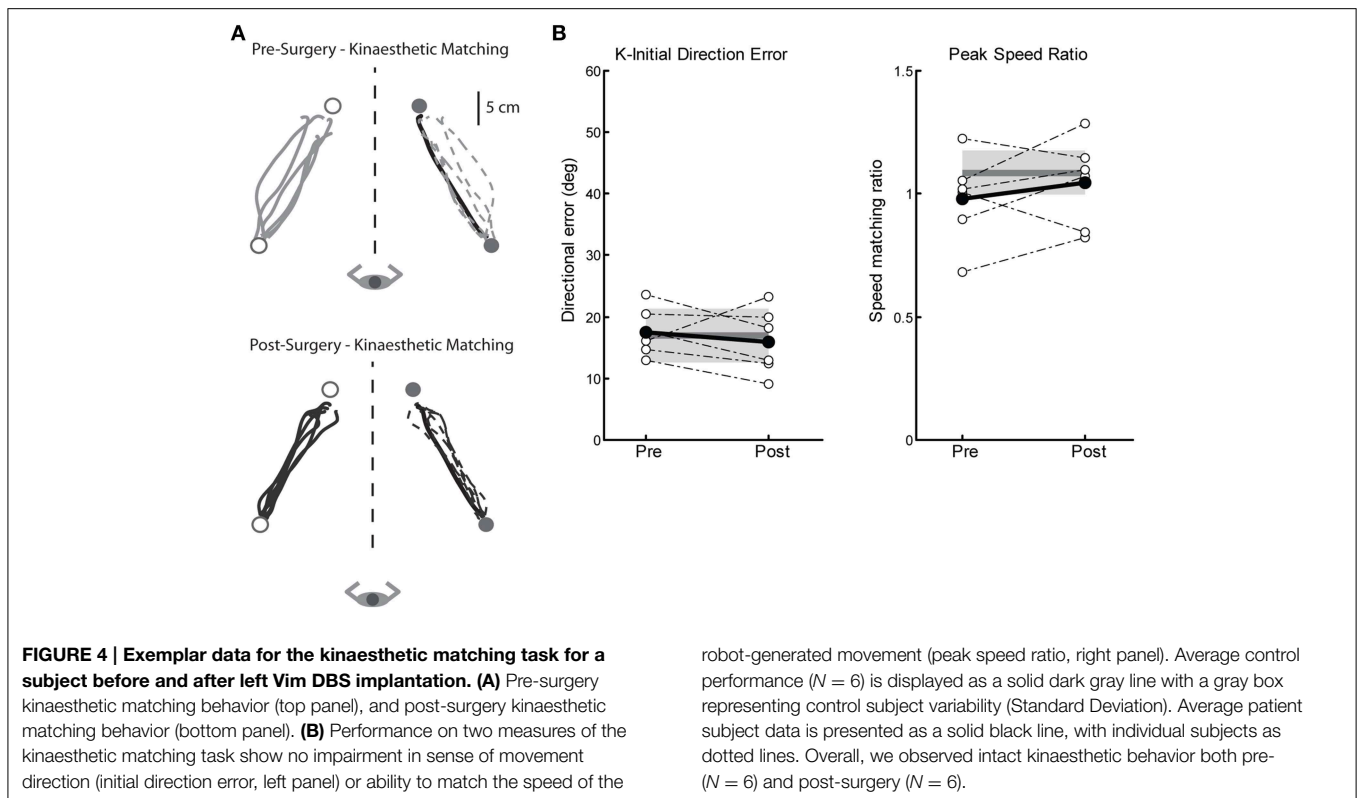 A
Pre-Surgery - Kinaesthetic Matching
5 cm
Post-Surgery - Kinaesthetic Matching
B
K-Initial Direction Error
60
50
40
30
20
10
0
Directional error (deg)
Pre
Post
Peak Speed Ratio
1.5
1
0.5
0
Speed matching ratio
Pre
Post
FIGURE 4 | Exemplar data for the kinaesthetic matching task for a
subject before and after left Vim DBS implantation. (A) Pre-surgery
kinaesthetic matching behavior (top panel), and post-surgery kinaesthetic
matching behavior (bottom panel). (B) Performance on two measures of the
kinaesthetic matching task show no impairment in sense of movement
direction (initial direction error, left panel) or ability to match the speed of the
robot-generated movement (peak speed ratio, right panel). Average control
performance (N = 6) is displayed as a solid dark gray line with a gray box
representing control subject variability (Standard Deviation). Average patient
subject data is presented as a solid black line, with individual subjects as
dotted lines. Overall, we observed intact kinaesthetic behavior both pre-
(N = 6) and post-surgery (N = 6).